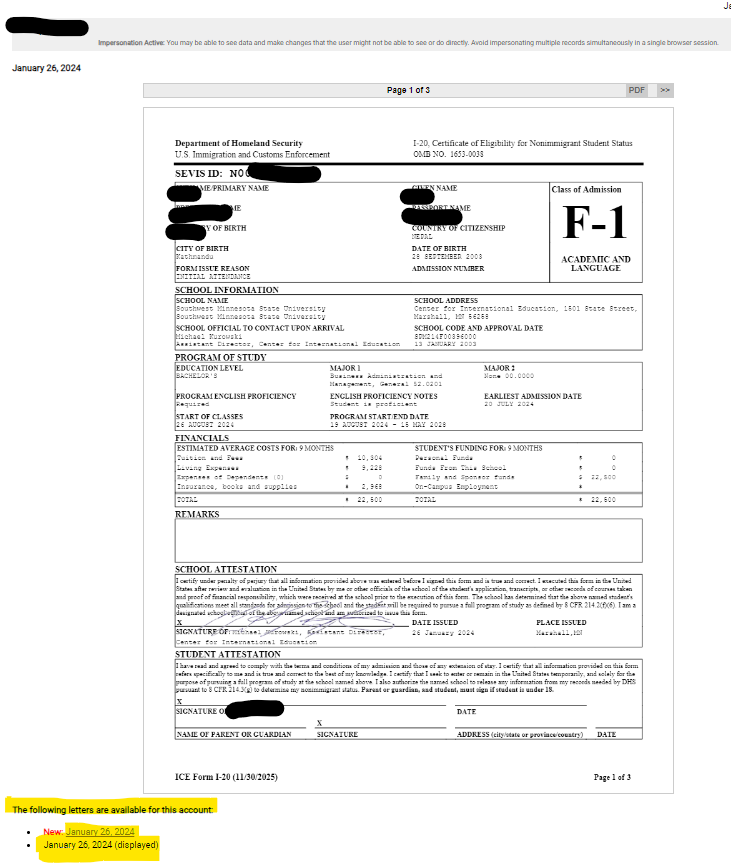 Ja
Impersonation Active: You may be able to see data and make changes that the user might not be able to see or do directly. Avoid impersonating multiple records simultaneously in a single browser session.
January 26, 2024
Page 1 of 3 PDF >>
Department of Homeland Security I-20, Certificate of Eligibility for Nonimmigrant Student Status
U.S. Immigration and Customs Enforcement OMB NO. 1653-0038
SEVIS ID: N00
NAME/PRIMARY NAME GIVEN NAME Class of Admission
ME PASSPORT NAME
Y OF BIRTH COUNTRY OF CITIZENSHIP
NEPAL
F-1
CITY OF BIRTH DATE OF BIRTH
Kathmandu 28 SEPTEMBER 2003
FORM ISSUE REASON ADMISSION NUMBER ACADEMIC AND
INITIAL ATTENDANCE LANGUAGE
SCHOOL INFORMATION
SCHOOL NAME SCHOOL ADDRESS
Southwest Minnesota State University Center for International Education, 1501 State Street,
Southwest Minnesota State University Marshall, MN 56258
SCHOOL OFFICIAL TO CONTACT UPON ARRIVAL SCHOOL CODE AND APPROVAL DATE
Michael Kurowski
Assistant Director, Center for International Education 13 JANUARY 2003
PROGRAM OF STUDY
EDUCATION LEVEL MAJOR 1 MAJOR 2
BACHELOR'S Business Administration and None 00.0000
Management, General 52.0201
PROGRAM ENGLISH PROFICIENCY ENGLISH PROFICIENCY NOTES EARLIEST ADMISSION DATE
Required Student is proficient 20 JULY 2024
START OF CLASSES PROGRAM START/END DATE
26 AUGUST 2024 19 AUGUST 2024 - 15 MAY 2028
FINANCIALS
ESTIMATED AVERAGE COSTS FOR: 9 MONTHS STUDENT'S FUNDING FOR: 9 MONTHS
Tuition and Fees $ 10,304 Personal Funds $ 0
Living Expenses $ 9,228 Funds From This School $ 0
Expenses of Dependents (0) $ 0 Family and Sponsor Funds $ 22,500
Insurance, books and supplies $ 2,968 On-Campus Employment $
TOTAL $ 22,500 TOTAL $ 22,500
REMARKS
SCHOOL ATTESTATION
I certify under penalty of perjury that all information provided above was entered before I signed this form and is true and correct. I executed this form in the United
States after review and evaluation in the United States by me or other officials of the school of the student's application, transcripts, or other records of courses taken
and proof of financial responsibility, which were received at the school prior to the execution of this form. The school has determined that the above named student's
qualifications meet all standards for admission to the school and the student will be required to pursue a full program of study as defined by 8 CFR 214.2(f)(6). I am a
designated school official of the above named school and am authorized to issue this form.
X DATE ISSUED PLACE ISSUED
SIGNATURE OF: Michael Kurowski, Assistant Director, 26 January 2024 Marshall,MN
Center for International Education
STUDENT ATTESTATION
I have read and agreed to comply with the terms and conditions of my admission and those of any extension of stay. I certify that all information provided on this form
refers specifically to me and is true and correct to the best of my knowledge. I certify that I seek to enter or remain in the United States temporarily, and solely for the
purpose of pursuing a full program of study at the school named above. I also authorize the named school to release any information from my records needed by DHS
pursuant to 8 CFR 214.3(g) to determine my nonimmigrant status. Parent or guardian, and student, must sign if student is under 18.
X
SIGNATURE O DATE
X
NAME OF PARENT OR GUARDIAN SIGNATURE ADDRESS (city/state or province/country) DATE
ICE Form I-20 (11/30/2025) Page 1 of 3
The following letters are available for this account:
New: January 26, 2024
January 26, 2024 (displayed)